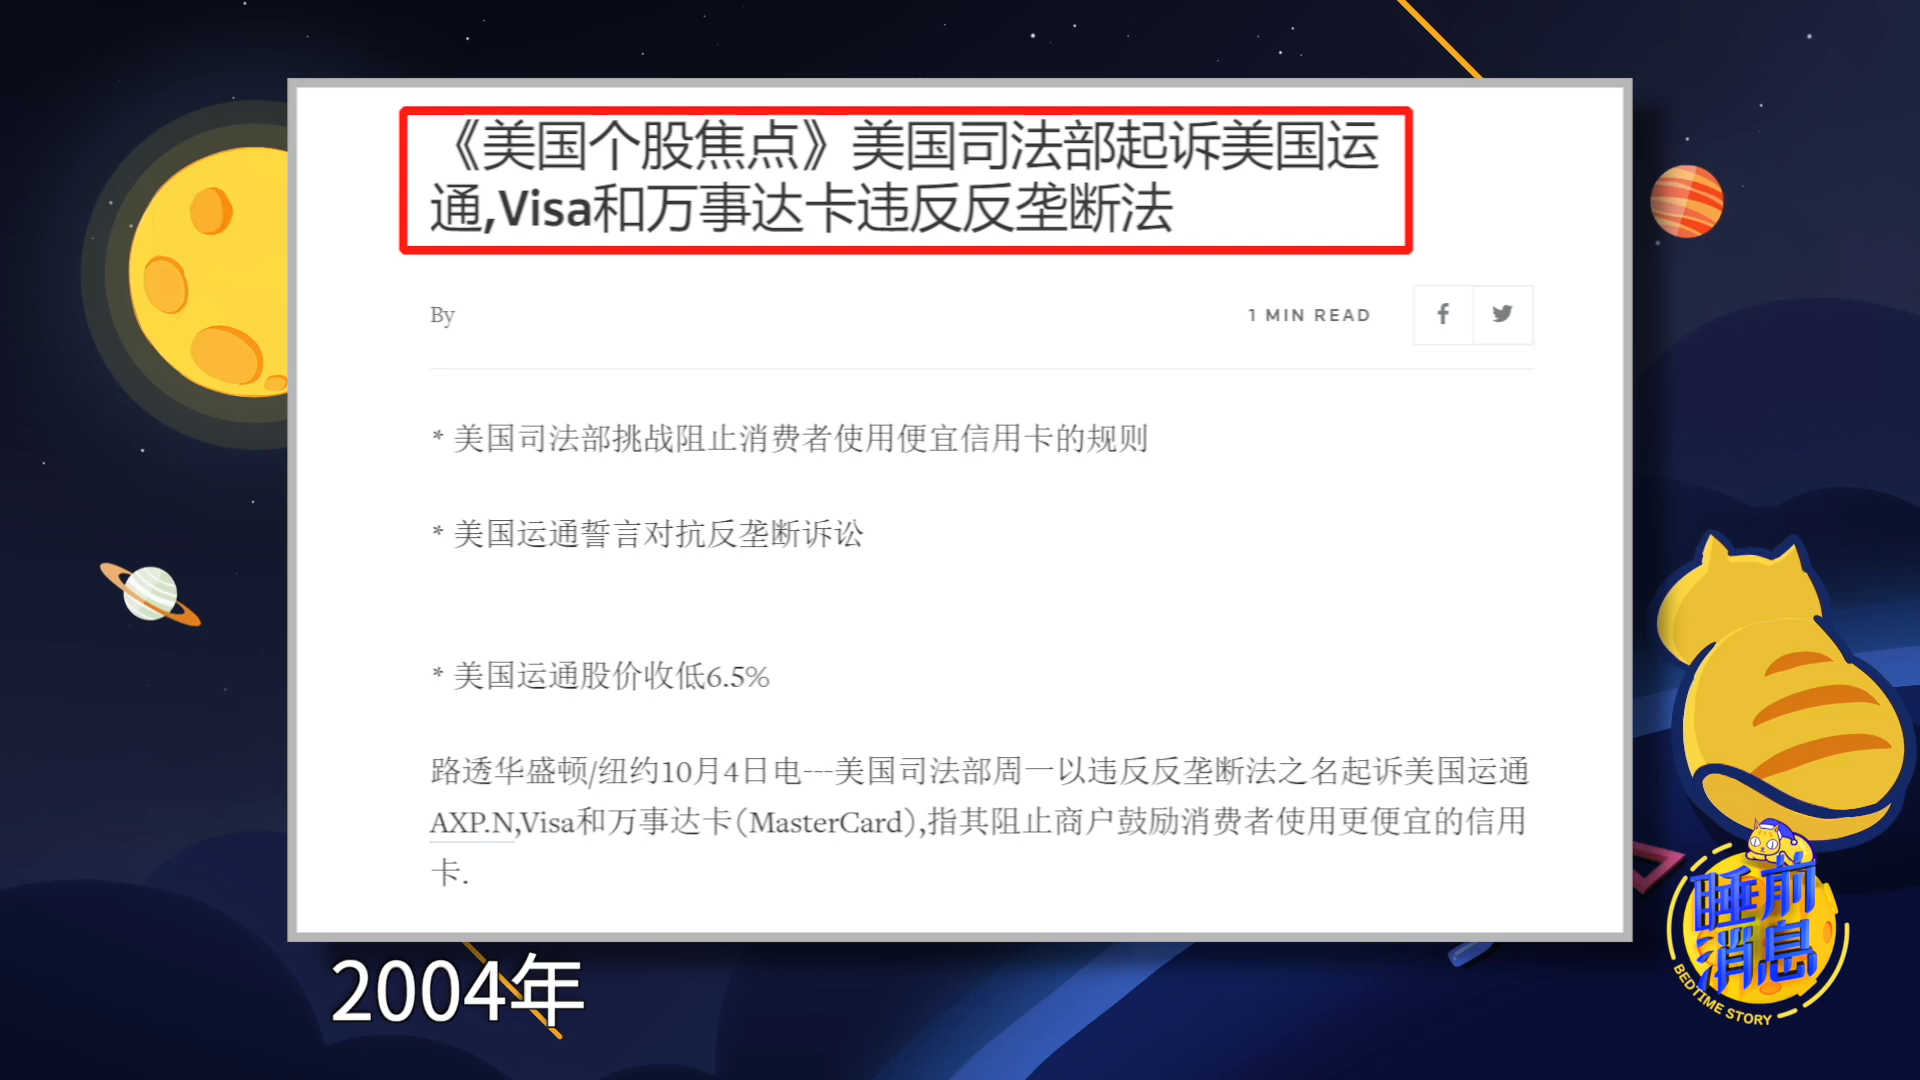 《美国个股焦点》美国司法部起诉美国运
通,Visa和万事达卡违反反垄断法
By
1 MIN READ
* 美国司法部挑战阻止消费者使用便宜信用卡的规则
* 美国运通誓言对抗反垄断诉讼
* 美国运通股价收低6.5%
路透华盛顿/纽约10月4日电---美国司法部周一以违反反垄断法之名起诉美国运通
AXP.N,Visa和万事达卡(MasterCard),指其阻止商户鼓励消费者使用更便宜的信用
卡.
2004年
睡前
消息
BEDTIME STORY